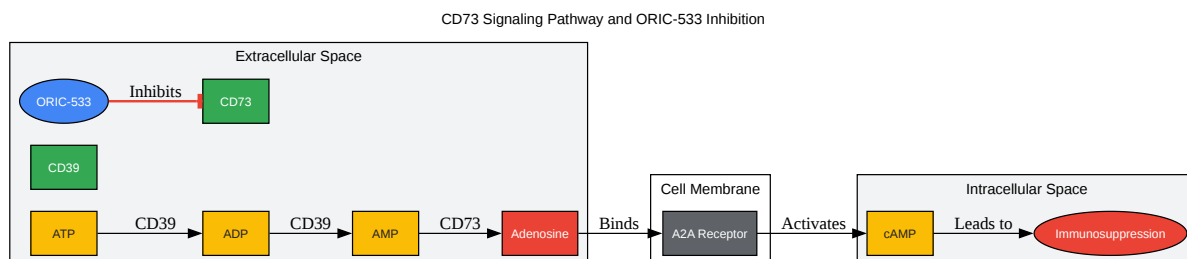 CD73 Signaling Pathway and ORIC-533 Inhibition
Extracellular Space
ORIC-533
Inhibits
CD73
CD39
ATP
CD39
ADP
CD39
AMP
CD73
Adenosine
Binds
Cell Membrane
A2A Receptor
Activates
Intracellular Space
cAMP
Leads to
Immunosuppression